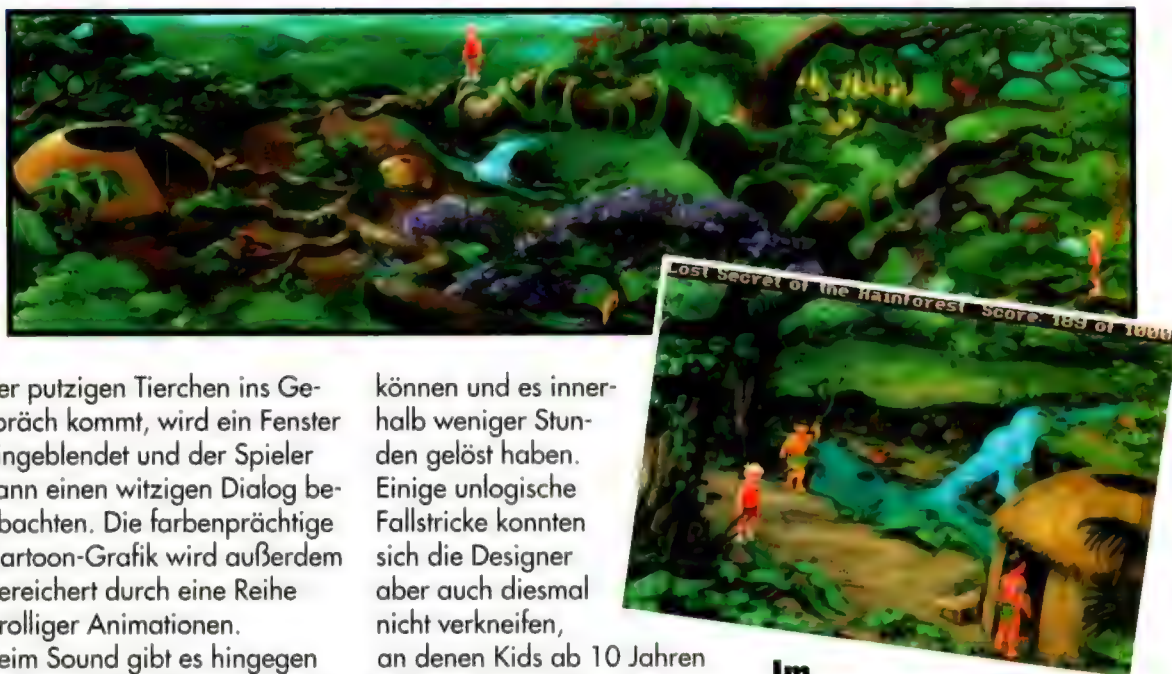 Lost Secret of the Rainforest Score: 189 of 1000
er putzigen Tierchen ins Ge-
präch kommt, wird ein Fenster
ingeblendet und der Spieler
ann einen witzigen Dialog be-
bachten. Die farbenprächtige
artoon-Grafik wird außerdem
ereichert durch eine Reihe
rolliger Animationen.
eim Sound gibt es hingegen
können und es inner-
halb weniger Stun-
den gelöst haben.
Einige unlogische
Fallstricke konnten
sich die Designer
aber auch diesmal
nicht verkneifen,
an denen Kids ab 10 Jahren
Im